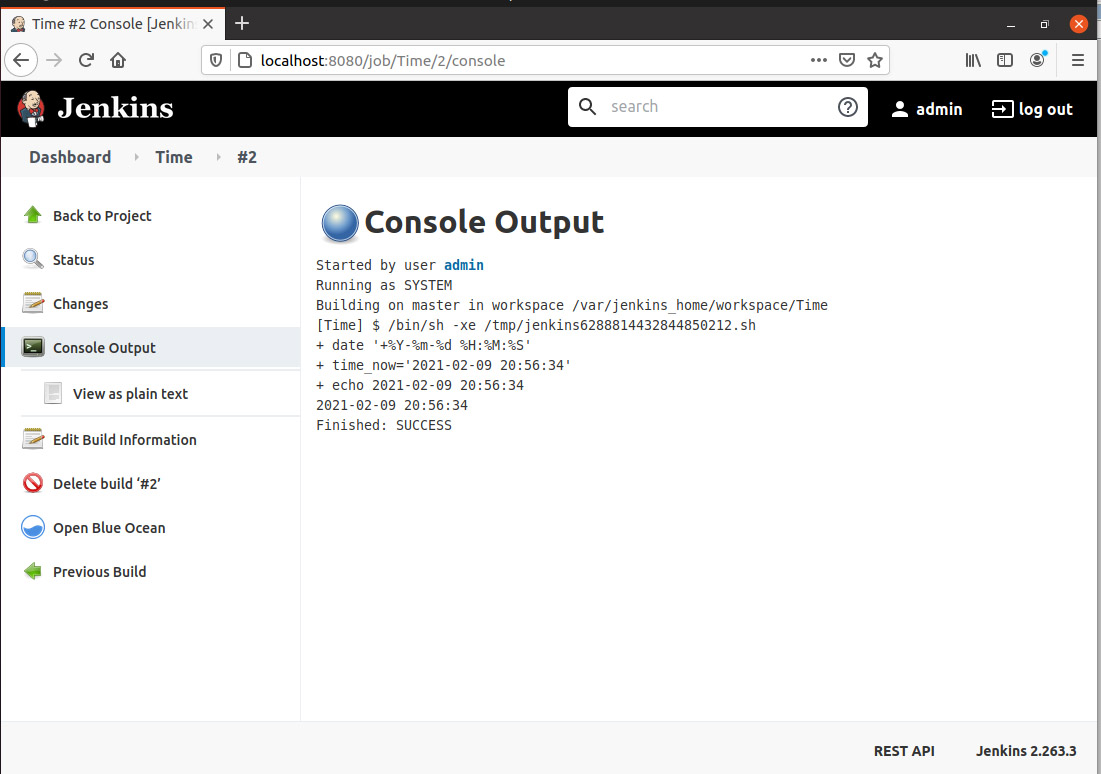 Time #2 Console [Jenkin
localhost:8080/job/Time/2/console
Jenkins
search
admin
log out
Dashboard
Time
#2
Back to Project
Status
Changes
Console Output
View as plain text
Edit Build Information
Delete build ‘#2’
Open Blue Ocean
Previous Build
Console Output
Started by user admin
Running as SYSTEM
Building on master in workspace /var/jenkins_home/workspace/Time
[Time] $ /bin/sh -xe /tmp/jenkins6288814432844850212.sh
+ date '+%Y-%m-%d %H:%M:%S'
+ time_now='2021-02-09 20:56:34'
+ echo 2021-02-09 20:56:34
2021-02-09 20:56:34
Finished: SUCCESS
REST API
Jenkins 2.263.3